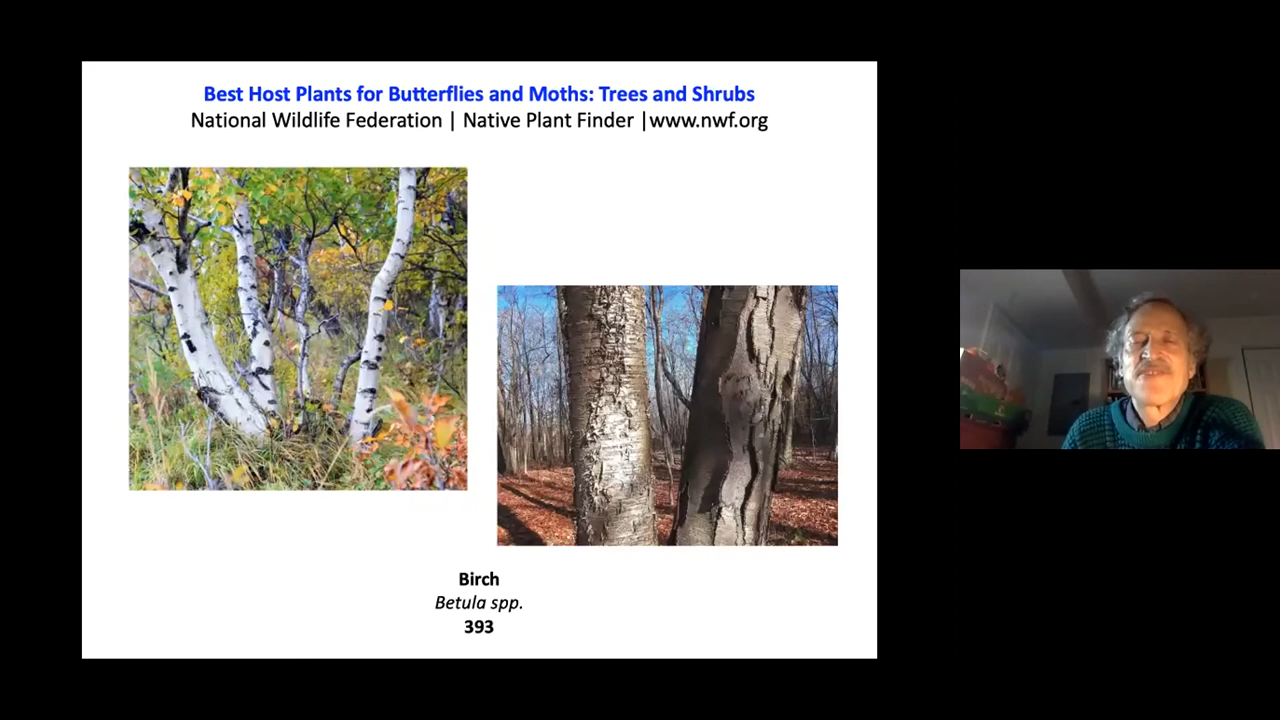 Best Host Plants for Butterflies and Moths: Trees and Shrubs
National Wildlife Federation | Native Plant Finder |www.nwf.org
Birch
Betula spp.
393